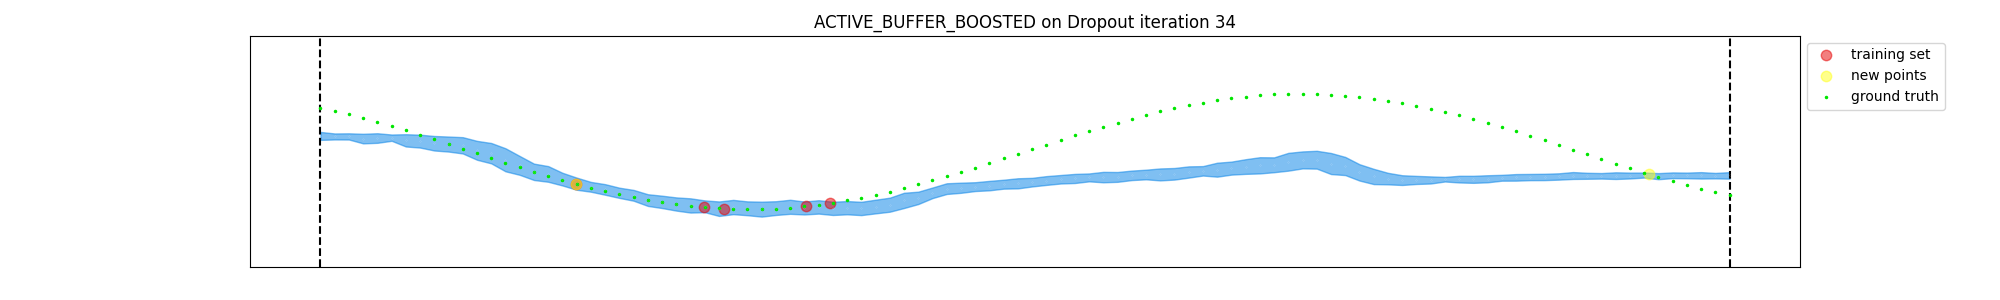 ACTIVE_BUFFER_BOOSTED on Dropout iteration 34
training set
new points
ground truth